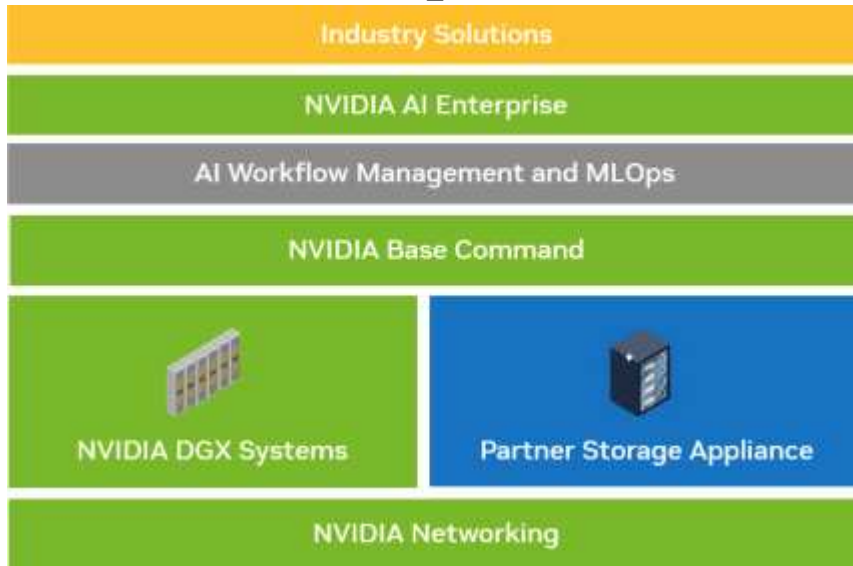 Industry Solutions
NVIDIA AI Enterprise
AI Workflow Management and MLOps
NVIDIA Base Command
NVIDIA DGX Systems
Partner Storage Appliance
NVIDIA Networking